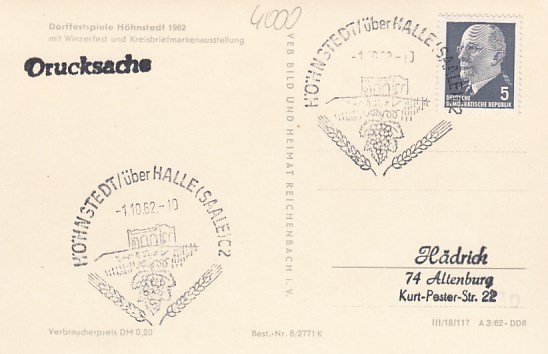 Dorffestspiele Höhnstedt 1962
mit Winzerfest und Kreisbriefmarkenausstellung
Drucksache
4000
VEB BILD UND HEIMAT REICHENBACH i. V.
HÖHNSTEDT/über HALLE(SAALE)C2
-1.10.62.-10
HÖHNSTEDT/über HALLE(SAALE)C2
-1.10.62.-10
5
DEUTSCHE
DEMOKRATISCHE REPUBLIK
Hädrich
74 Altenburg
Kurt-Pester-Str. 22
Verbraucherpreis DM 0,20
Best.-Nr. 8/2771 K
III/18/117 A 3/62-DDR